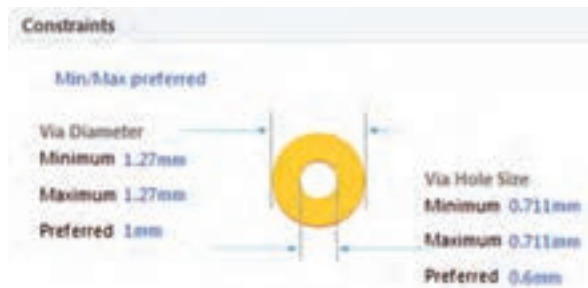 Constraints
Min/Max preferred
Via Diameter
Minimum 1.27mm
Maximum 1.27mm
Preferred 1mm
Via Hole Size
Minimum 0.711mm
Maximum 0.711mm
Preferred 0.6mm